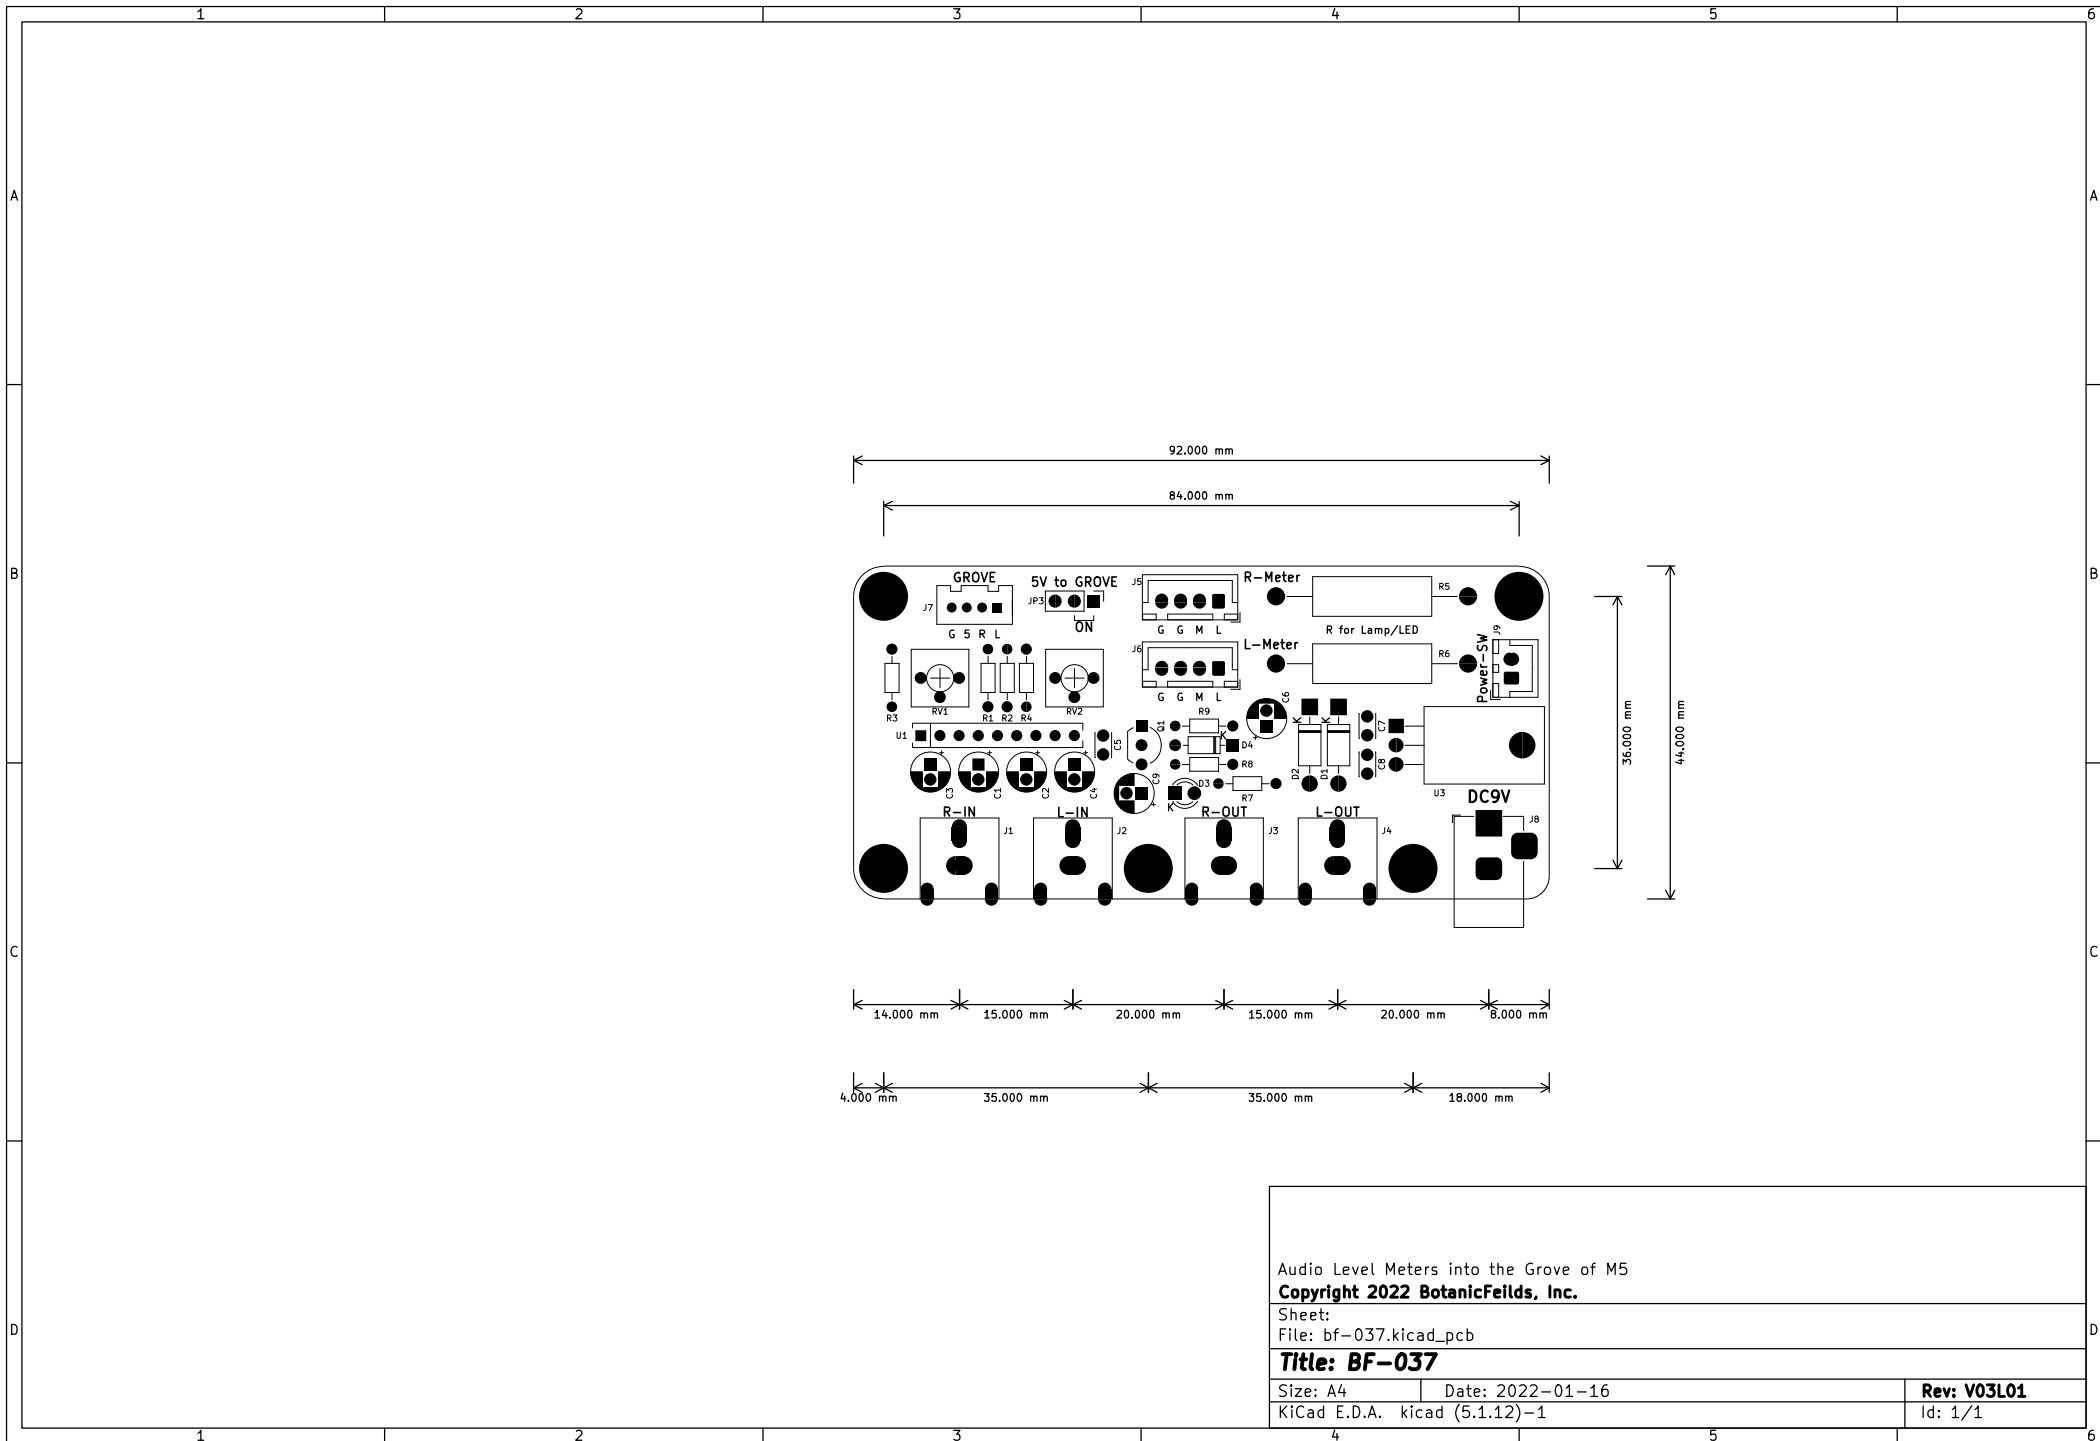 1 2 3 4 5 6
A A
92.000 mm
84.000 mm
B B
GROVE
5V to GROVE
J5
R-Meter
R5
J7
JP3
G 5 R L
ON
G G M L
R for Lamp/LED
J9
J6
L-Meter
R6
Power-SW
G G M L
R3
RV1
R1
R2
R4
RV2
C6
36.000 mm
44.000 mm
U1
+
+
+
+
C5
Q1
R9
K
D4
R8
+
K
K
C7
C8
C3
C1
C2
C4
C9
+
D3
K
R7
D2
D1
U3
DC9V
R-IN
J1
L-IN
J2
R-OUT
J3
L-OUT
J4
J8
C C
14.000 mm
15.000 mm
20.000 mm
15.000 mm
20.000 mm
8.000 mm
4.000 mm
35.000 mm
35.000 mm
18.000 mm
Audio Level Meters into the Grove of M5
Copyright 2022 BotanicFeilds, Inc.
Sheet:
File: bf-037.kicad_pcb
D D
Title: BF-037
Size: A4
Date: 2022-01-16
Rev: V03L01
KiCad E.D.A. kicad (5.1.12)-1
Id: 1/1
1 2 3 4 5 6